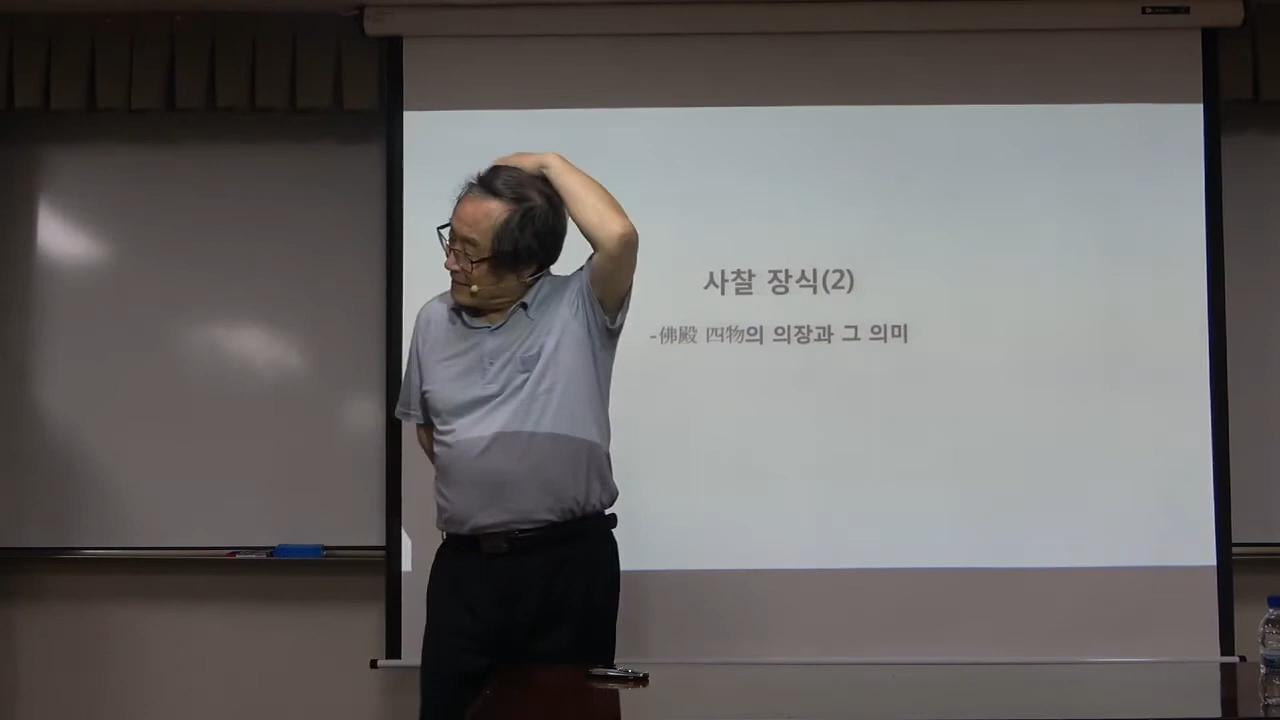 사찰 장식(2)
-佛殿 四物의 의장과 그 의미